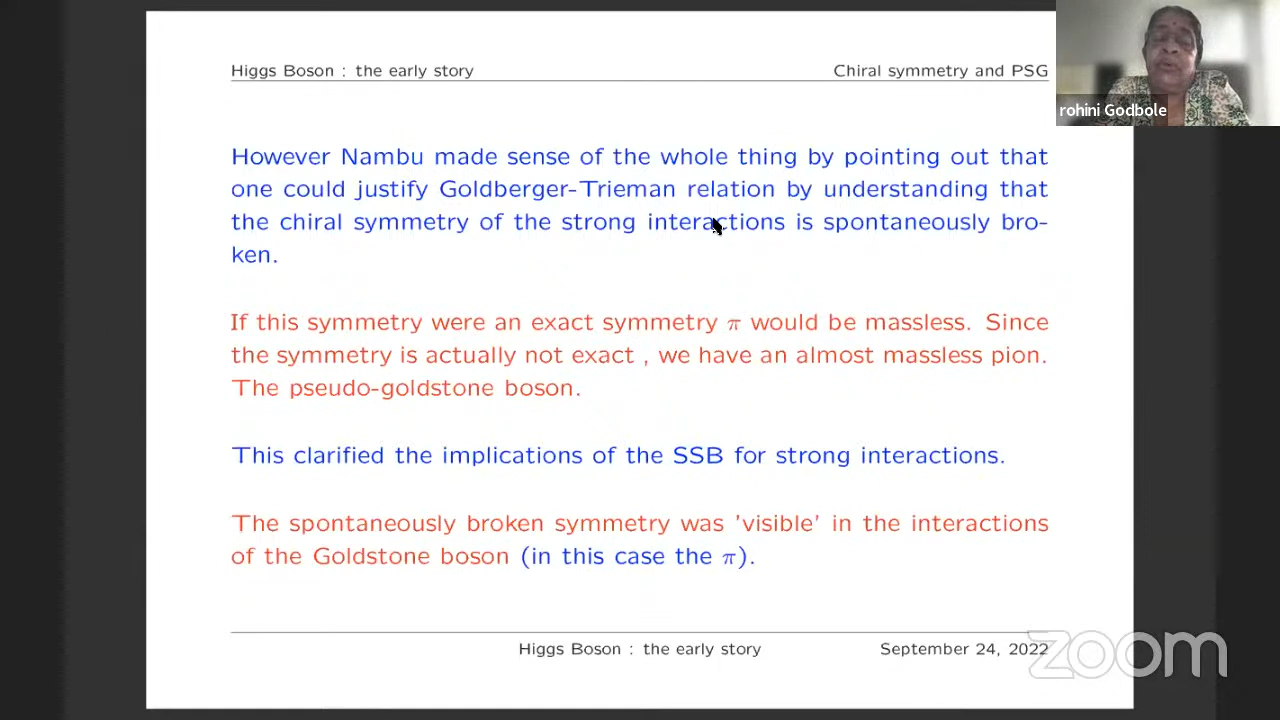 Higgs Boson : the early story
Chiral symmetry and PSG
rohini Godbole
However Nambu made sense of the whole thing by pointing out that
one could justify Goldberger-Trieman relation by understanding that
the chiral symmetry of the strong interactions is spontaneously bro-
ken.
If this symmetry were an exact symmetry π would be massless. Since
the symmetry is actually not exact , we have an almost massless pion.
The pseudo-goldstone boson.
This clarified the implications of the SSB for strong interactions.
The spontaneously broken symmetry was 'visible' in the interactions
of the Goldstone boson (in this case the π).
Higgs Boson : the early story
September 24, 2022
zoom